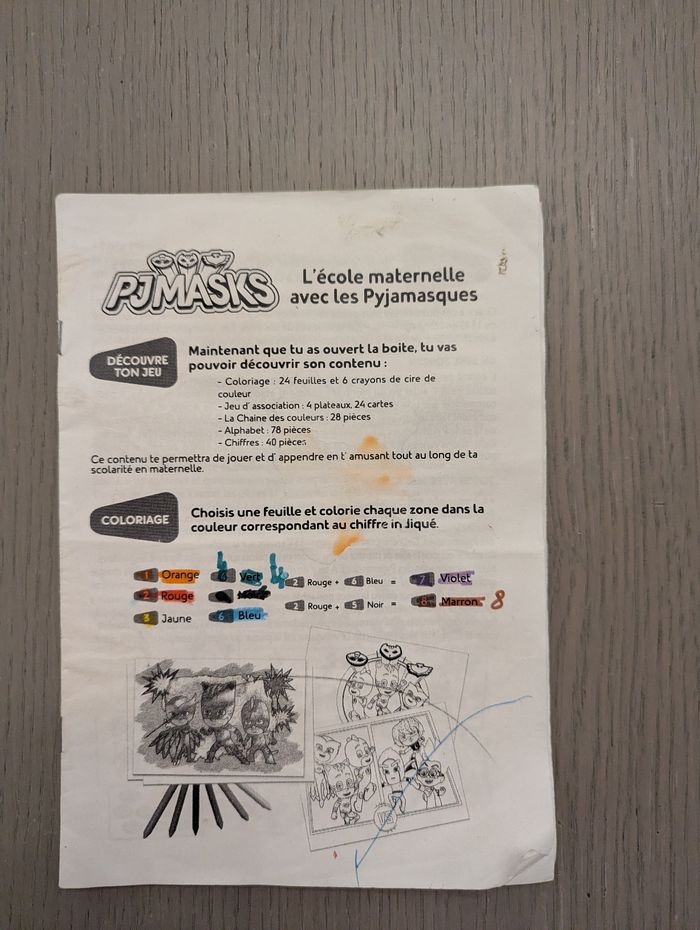 PJMASKS
L'école maternelle
avec les Pyjamasques
DÉCOUVRE
TON JEU
Maintenant que tu as ouvert la boite, tu vas
pouvoir découvrir son contenu :
- Coloriage : 24 feuilles et 6 crayons de cire de
couleur
- Jeu d' association : 4 plateaux, 24 cartes
- La Chaine des couleurs : 28 pièces
- Alphabet : 78 pièces
- Chiffres : 40 pièces
Ce contenu te permettra de jouer et d' appendre en t' amusant tout au long de ta
scolarité en maternelle.
COLORIAGE
Choisis une feuille et colorie chaque zone dans la
couleur correspondant au chiffre indiqué.
4 4
1 Orange Vert 2 Rouge + 6 Bleu = 7 Violet
2 Rouge 2 Rouge + 5 Noir = 8 Marron 8
3 Jaune 6 Bleu